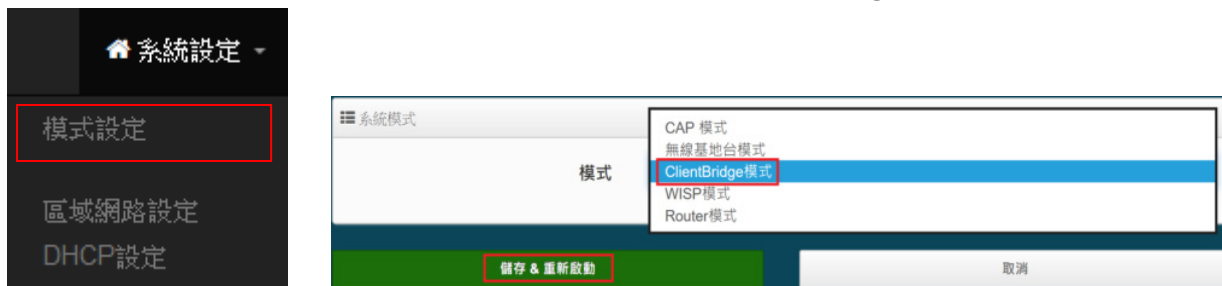 系統設定
模式設定
區域網路設定
DHCP設定
系統模式
模式
CAP 模式
無線基地台模式
ClientBridge模式
WISP模式
Router模式
儲存 & 重新啟動
取消